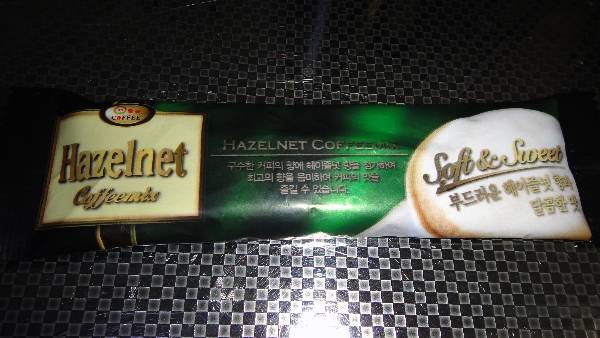 COFFEE
Hazelnet
Coffeemix
HAZELNET COFFEEMIX
구수한 커피의 향에 헤이즐넛 향을 첨가하여
최고의 향을 음미하며 커피의 맛을
즐길 수 있습니다.
Soft & Sweet
부드러운 헤이즐넛 향과
달콤한 맛